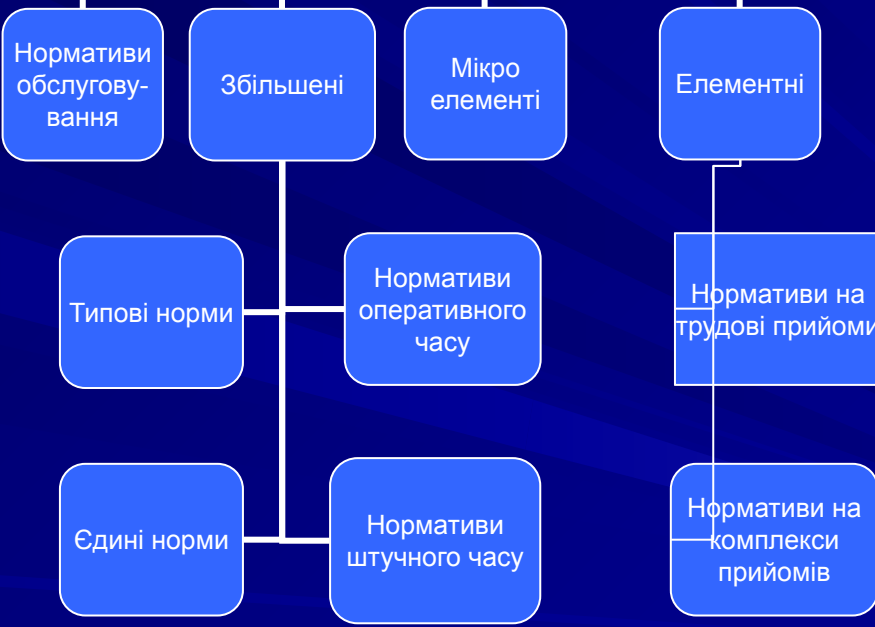 Нормативи
обслугову-
вання
Збільшені
Мікро
елементі
Елементні
Типові норми
Нормативи
оперативного
часу
Нормативи на
трудові прийоми
Єдині норми
Нормативи
штучного часу
Нормативи на
комплекси
прийомів